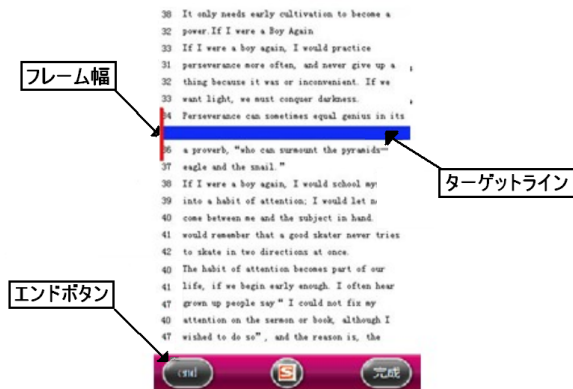 30 It only needs early cultivation to become a
32 power.If I were a Boy Again
33 If I were a boy again, I would practice
31 perseverance more often, and never give up a
32 thing because it was or inconvenient. If we
33 want light, we must conquer darkness.
34 Perseverance can sometimes equal genius in its
36 a proverb, "who can surmount the pyramids—
37 eagle and the snail."
38 If I were a boy again, I would school my
39 into a habit of attention; I would let n
40 come between me and the subject in hand.
41 would remember that a good skater never tries
42 to skate in two directions at once.
40 The habit of attention becomes part of our
41 life, if we begin early enough. I often hear
47 grown up people say" I could not fix my
40 attention on the sermon or book, although I
47 wished to do so", and the reason is, the
フレーム幅
ターゲットライン
エンドボタン
end
S
完成